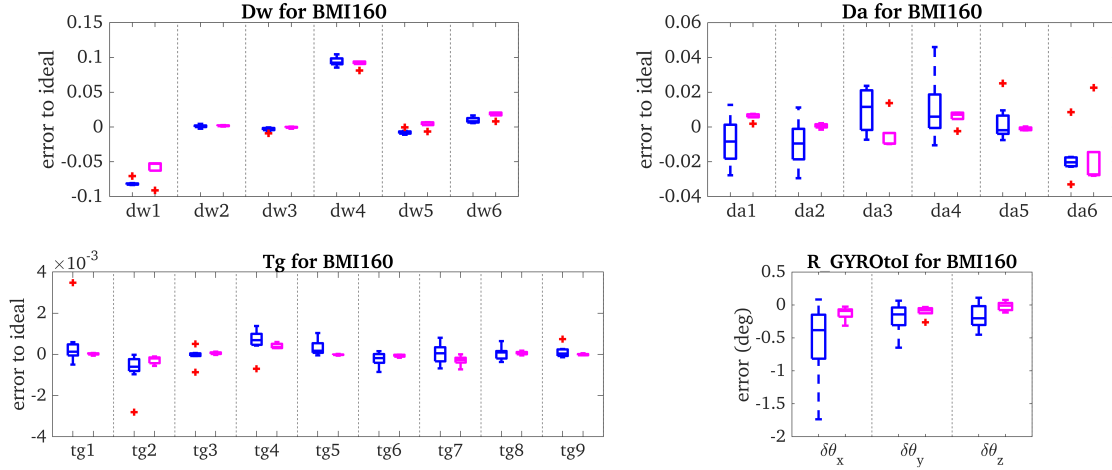 Dw for BMI160
error to ideal
0.15
0.1
0.05
0
-0.05
-0.1
dw1 dw2 dw3 dw4 dw5 dw6
Da for BMI160
error to ideal
0.06
0.04
0.02
0
-0.02
-0.04
da1 da2 da3 da4 da5 da6
Tg for BMI160
×10⁻³
error to ideal
4
2
0
-2
-4
tg1 tg2 tg3 tg4 tg5 tg6 tg7 tg8 tg9
R_GYROtoI for BMI160
error (deg)
0.5
0
-0.5
-1
-1.5
-2
δθx δθy δθz